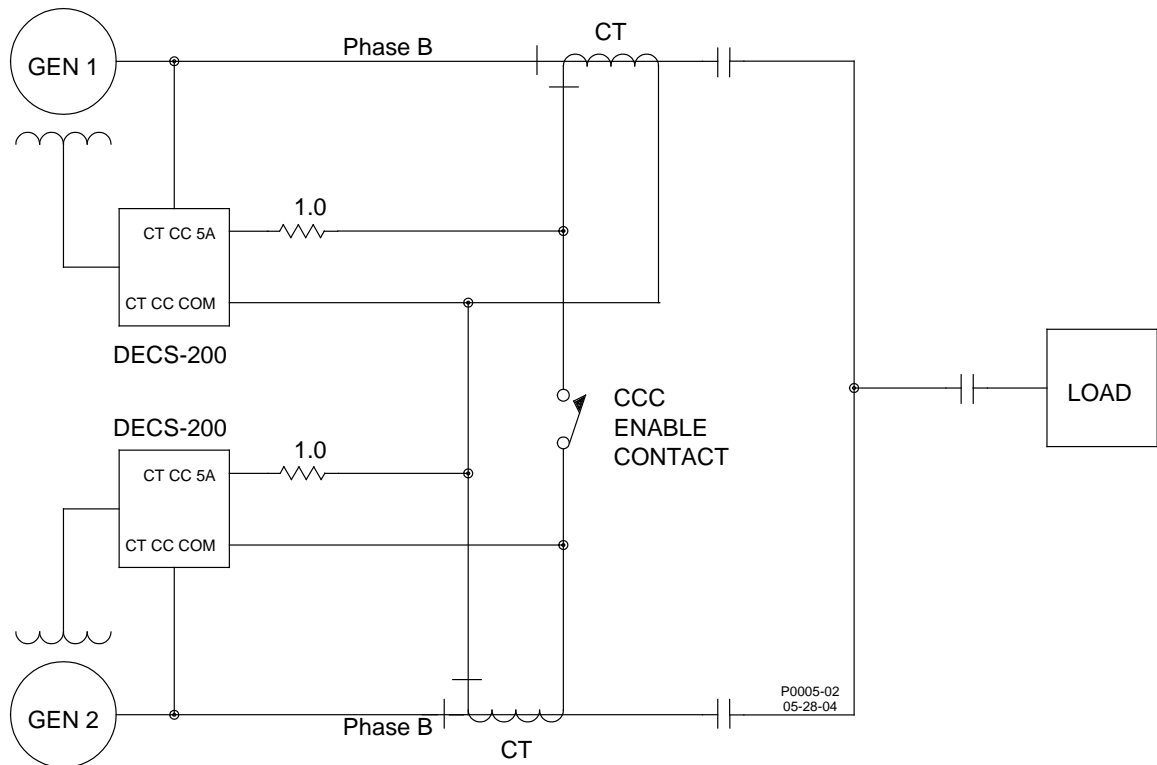 CT
Phase B
GEN 1
1.0
CT CC 5A
CT CC COM
DECS-200
CCC
ENABLE
CONTACT
LOAD
DECS-200
1.0
CT CC 5A
CT CC COM
P0005-02
05-28-04
GEN 2
Phase B
CT